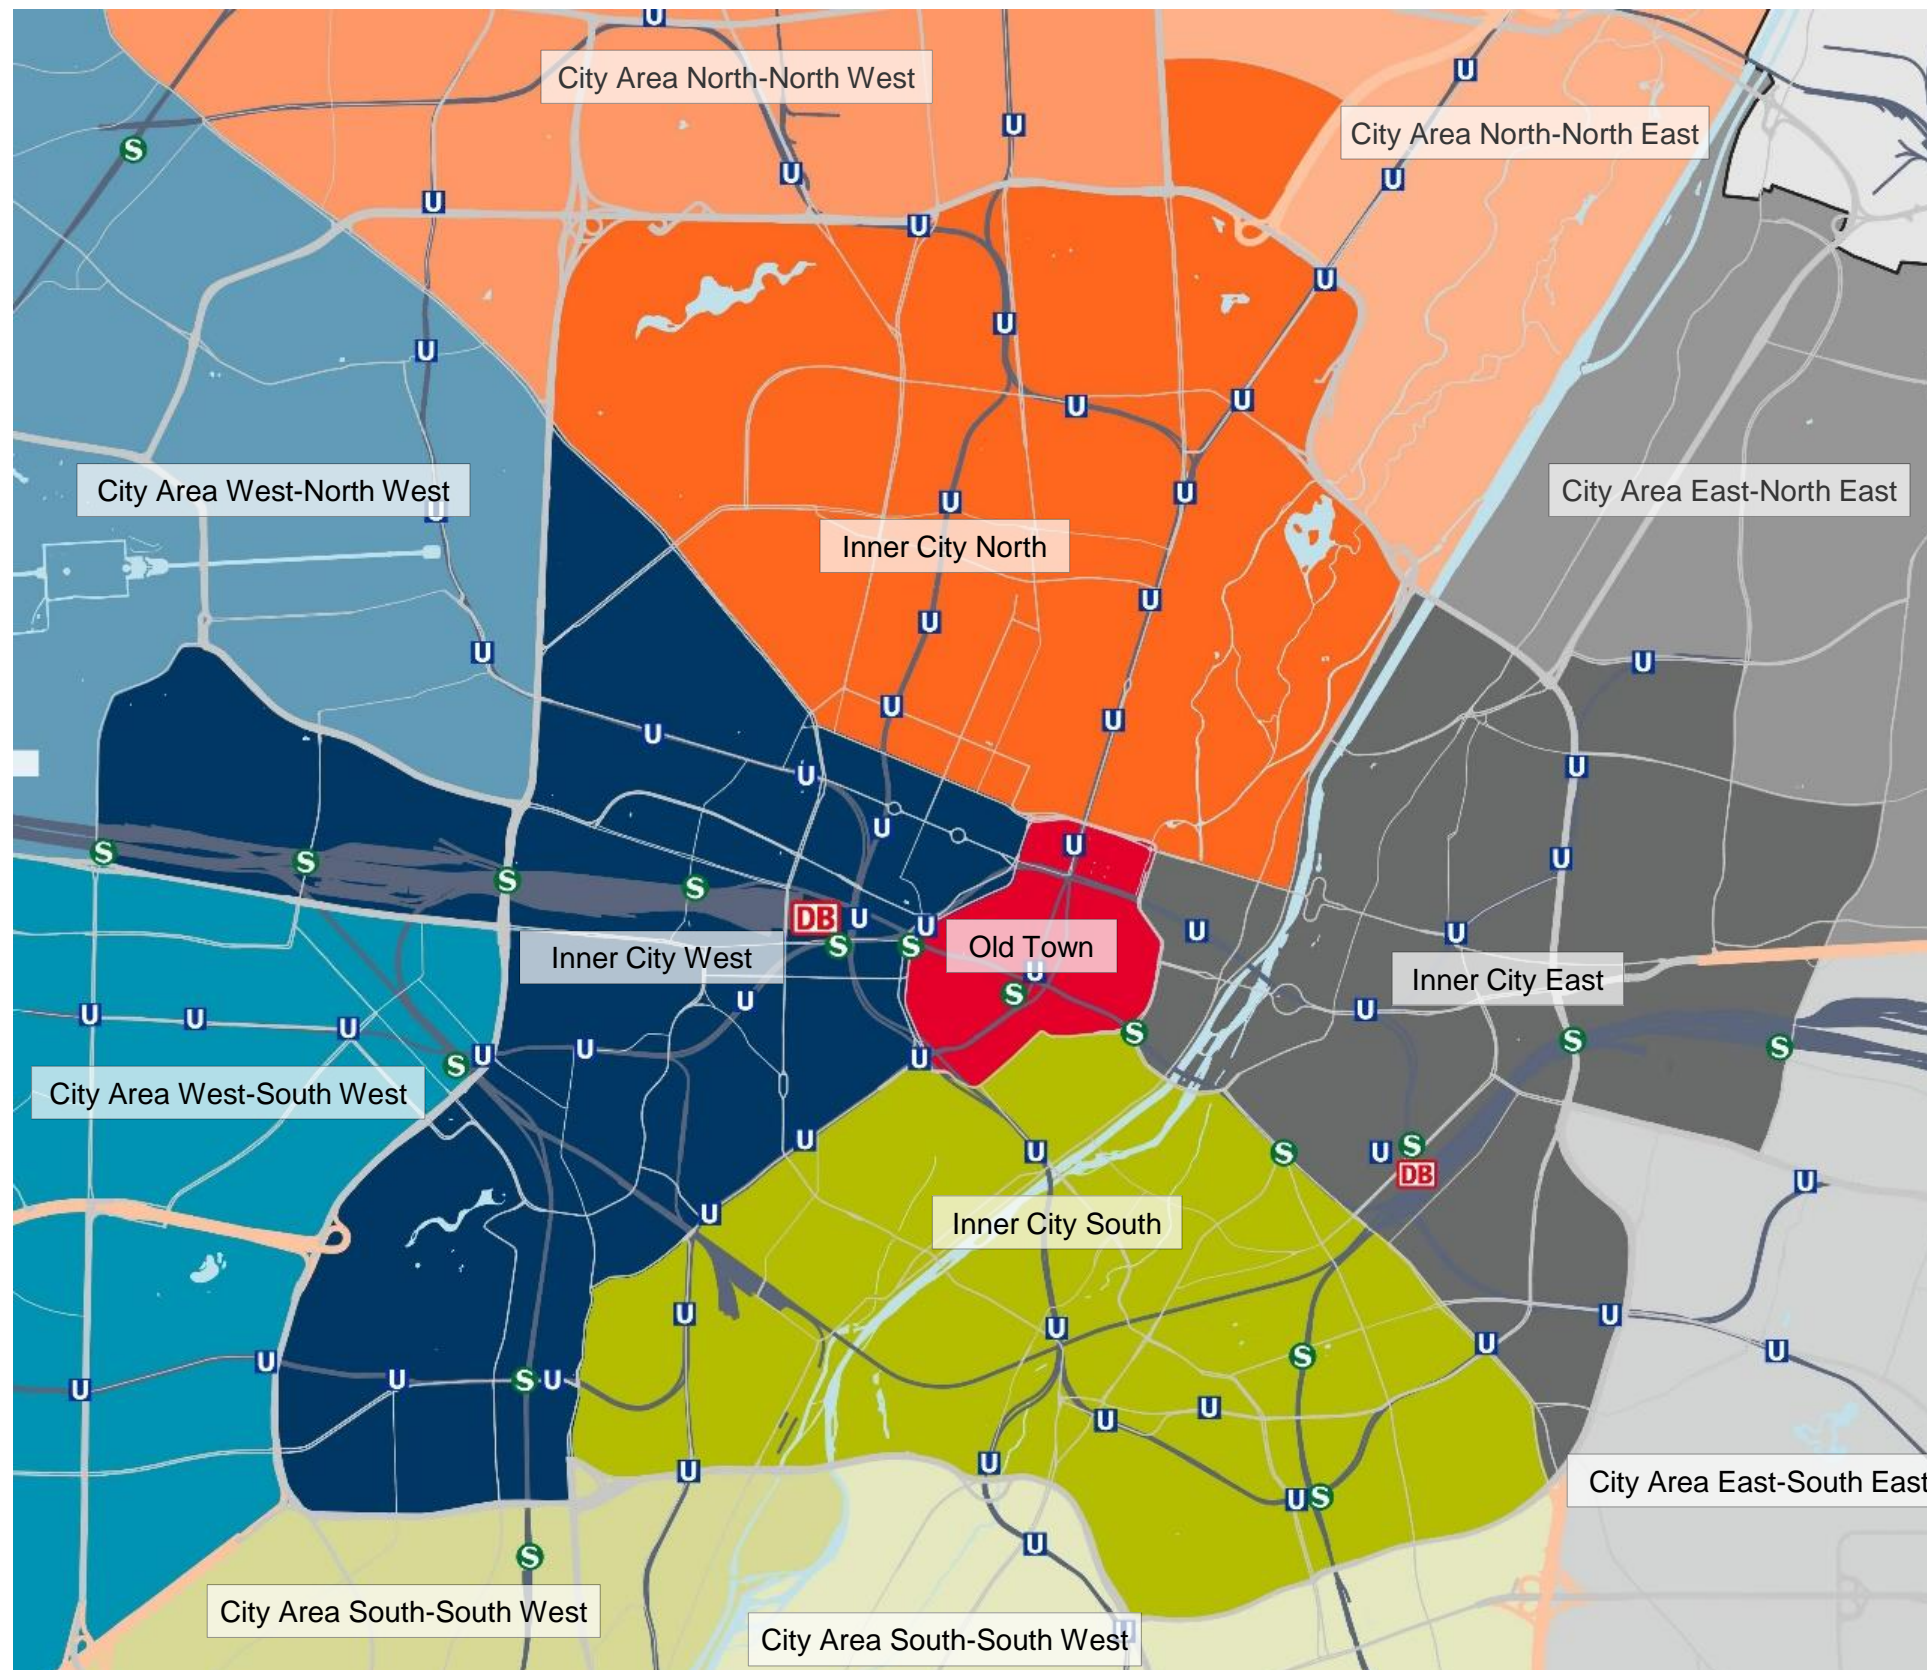 U
City Area North-North West
U
City Area North-North East
U
S
U
U
U
U
U
U
U
U
U
U
City Area West-North West
City Area East-North East
U
U
U
Inner City North
U
U
U
U
U
U
U
U
U
U
U
U
U
S
S
U
S
S
DB
U
U
U
U
S
S
Old Town
Inner City West
U
Inner City East
S
U
U
U
U
U
U
S
S
S
U
U
U
S
City Area West-South West
U
S
U
U
S
DB
U
U
Inner City South
U
U
U
U
S
U
U
U
S
U
U
U
U
U
U
City Area East-South East
U
S
U
S
City Area South-South West
U
City Area South-South West